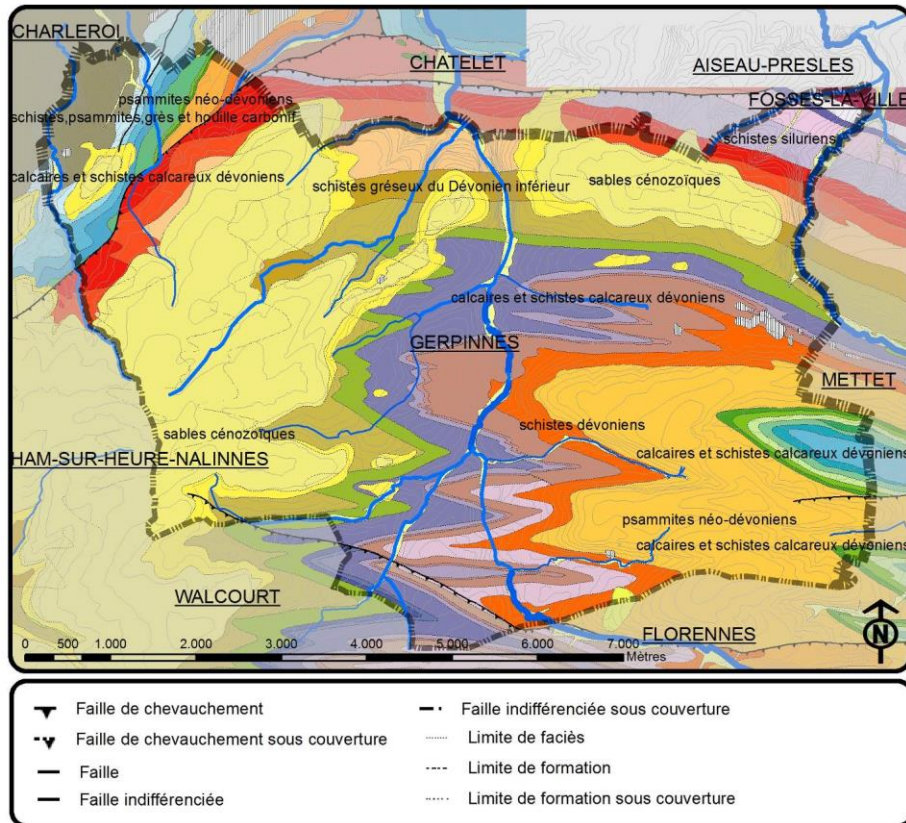 CHARLEROI
CHATELET
AISEAU-PRESLES
FOSSES-LA-VILLE
psammites néo-dévoniens
schistes,psammites,grès et houille carbonif
schistes siluriens
calcaires et schistes calcareux dévoniens
schistes gréseux du Dévonien inférieur
sables cénozoïques
calcaires et schistes calcareux dévoniens
GERPINNES
METTET
schistes dévoniens
sables cénozoïques
calcaires et schistes calcareux dévoniens
HAM-SUR-HEURE-NALINNES
psammites néo-dévoniens
calcaires et schistes calcareux dévoniens
WALCOURT
FLORENNES
N
0 500 1.000 2.000 3.000 4.000 5.000 6.000 7.000
Mètres
Faille de chevauchement
Faille de chevauchement sous couverture
Faille
Faille indifférenciée
Faille indifférenciée sous couverture
Limite de faciès
Limite de formation
Limite de formation sous couverture